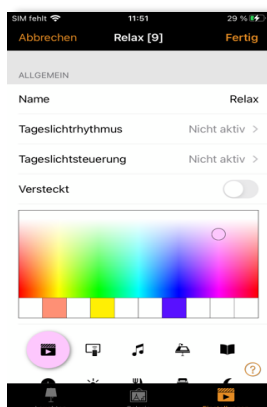 SIM fehlt 11:51 29 %
Abbrechen Relax [9] Fertig
ALLGEMEIN
Name Relax
Tageslichtrhythmus Nicht aktiv >
Tageslichtsteuerung Nicht aktiv >
Versteckt
?